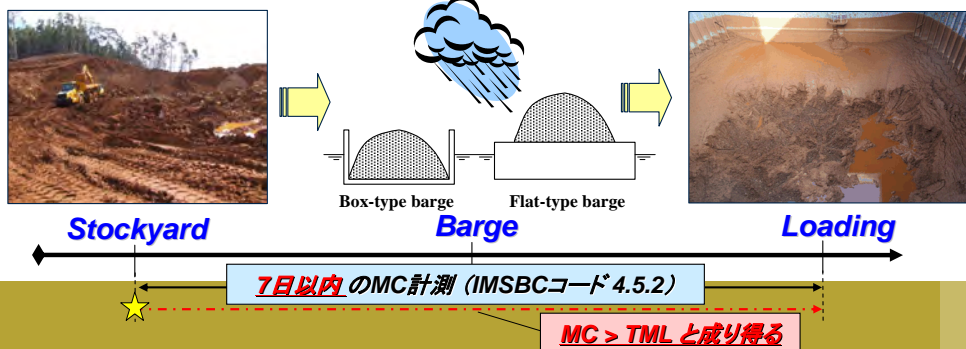 Box-type barge
Flat-type barge
Stockyard
Barge
Loading
7日以内 のMC計測 (IMSBCコード 4.5.2)
MC > TML と成り得る